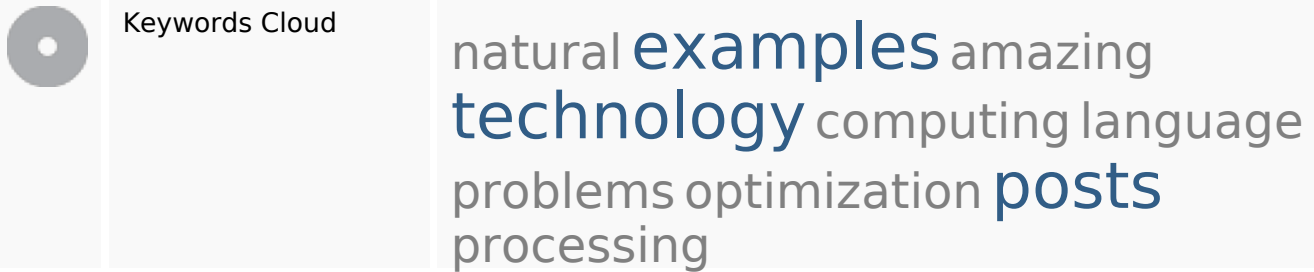 Keywords Cloud
natural examples amazing
technology computing language
problems optimization posts
processing